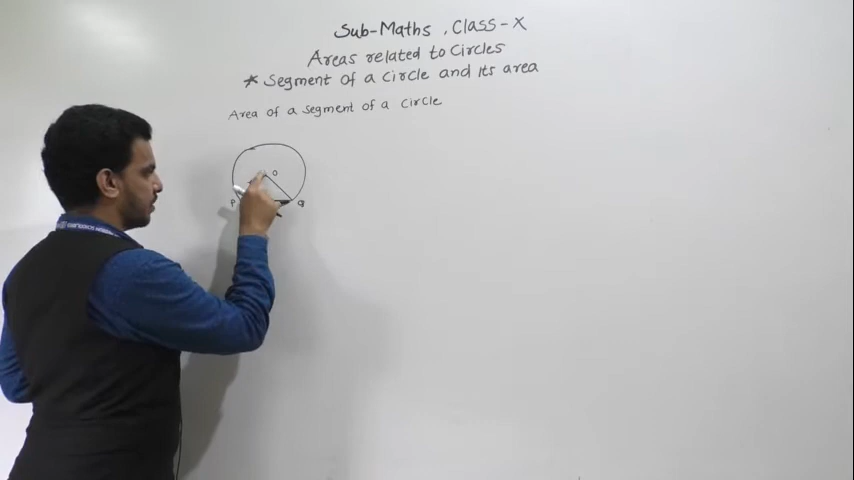 Sub-Maths, Class-X
Areas related to Circles
* Segment of a Circle and its area
Area of a segment of a circle
O
P Q